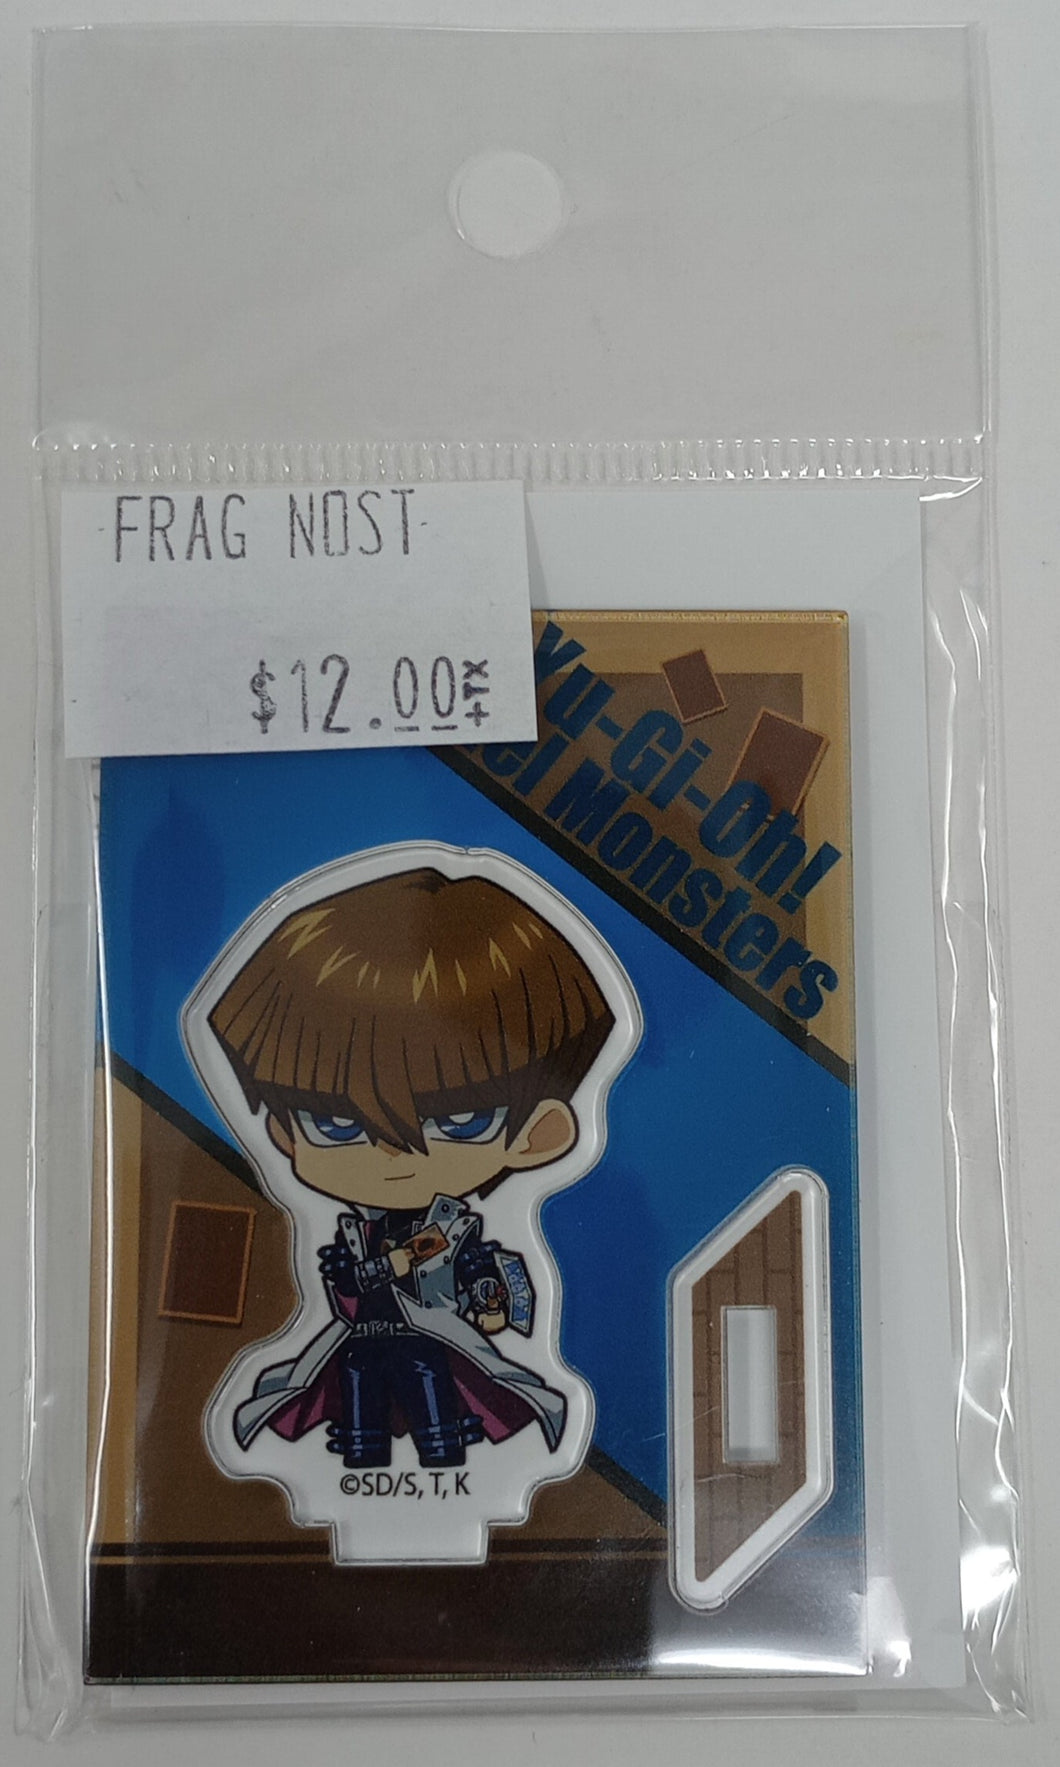 FRAG NOST
$12.00+TX
Yu-Gi-Oh!
Monsters
©SD/S, T, K